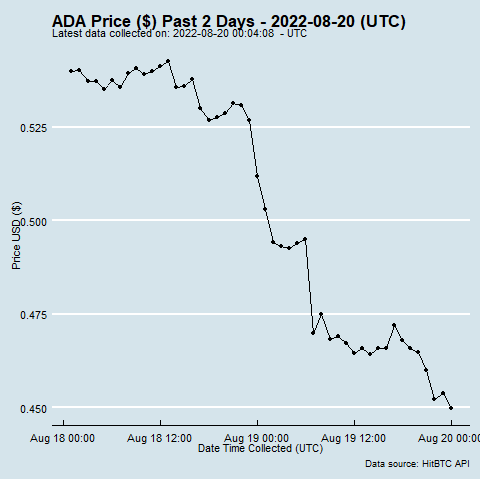 ADA Price ($) Past 2 Days - 2022-08-20 (UTC)
Latest data collected on: 2022-08-20 00:04:08  - UTC
Price USD ($)
0.525
0.500
0.475
0.450
Aug 18 00:00 Aug 18 12:00 Aug 19 00:00 Aug 19 12:00 Aug 20 00:00
Date Time Collected (UTC)
Data source: HitBTC API